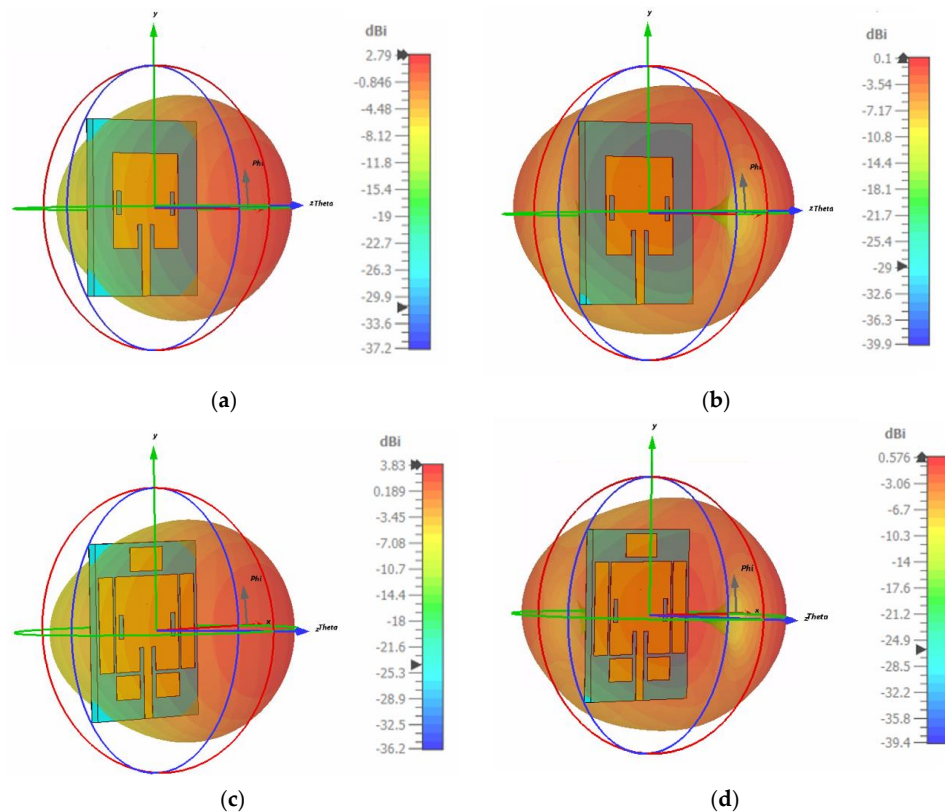 y
dBi
2.79
-0.846
-4.48
-8.12
-11.8
-15.4
-19
-22.7
-26.3
-29.9
-33.6
-37.2
Phi
z Theta
(a)
y
dBi
0.1
-3.54
-7.17
-10.8
-14.4
-18.1
-21.7
-25.4
-29
-32.6
-36.3
-39.9
Phi
z Theta
(b)
y
dBi
3.83
0.189
-3.45
-7.08
-10.7
-14.4
-18
-21.6
-25.3
-28.9
-32.5
-36.2
Phi
x
z Theta
(c)
y
dBi
0.576
-3.06
-6.7
-10.3
-14
-17.6
-21.2
-24.9
-28.5
-32.2
-35.8
-39.4
Phi
x
z Theta
(d)